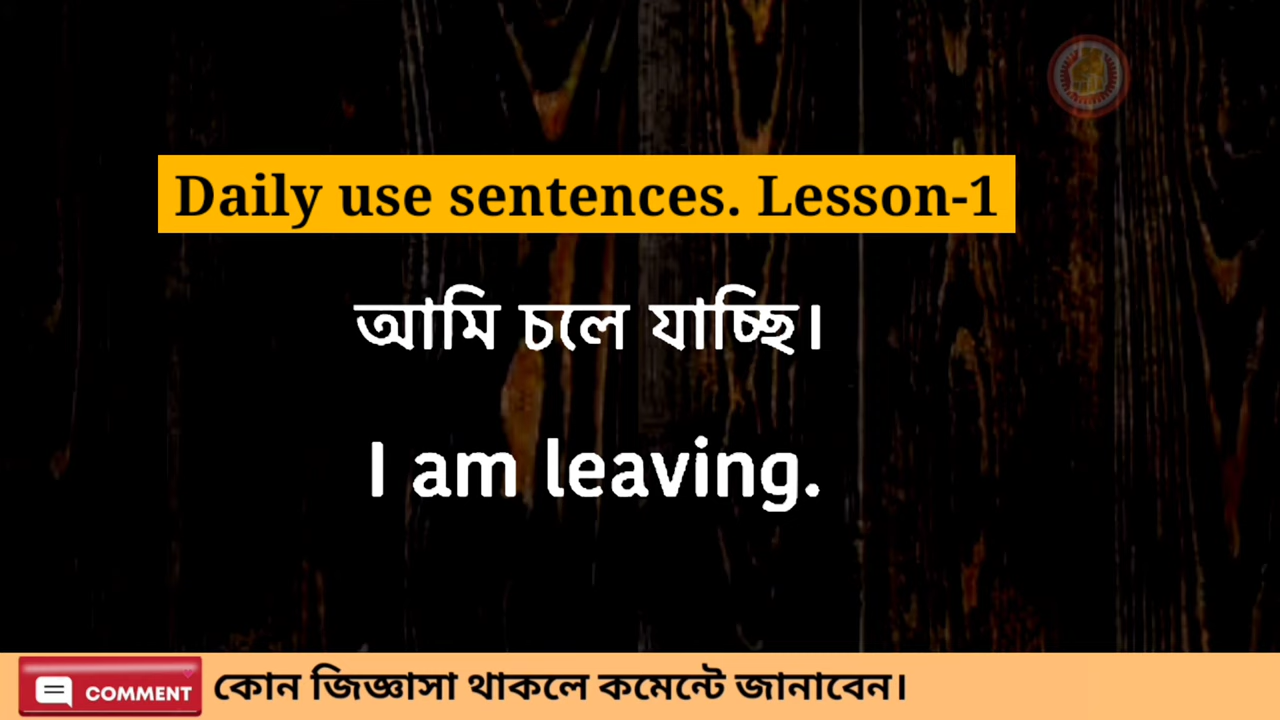 Daily use sentences. Lesson-1
আমি চলে যাচ্ছি।
I am leaving.
COMMENT কোন জিজ্ঞাসা থাকলে কমেন্টে জানাবেন।